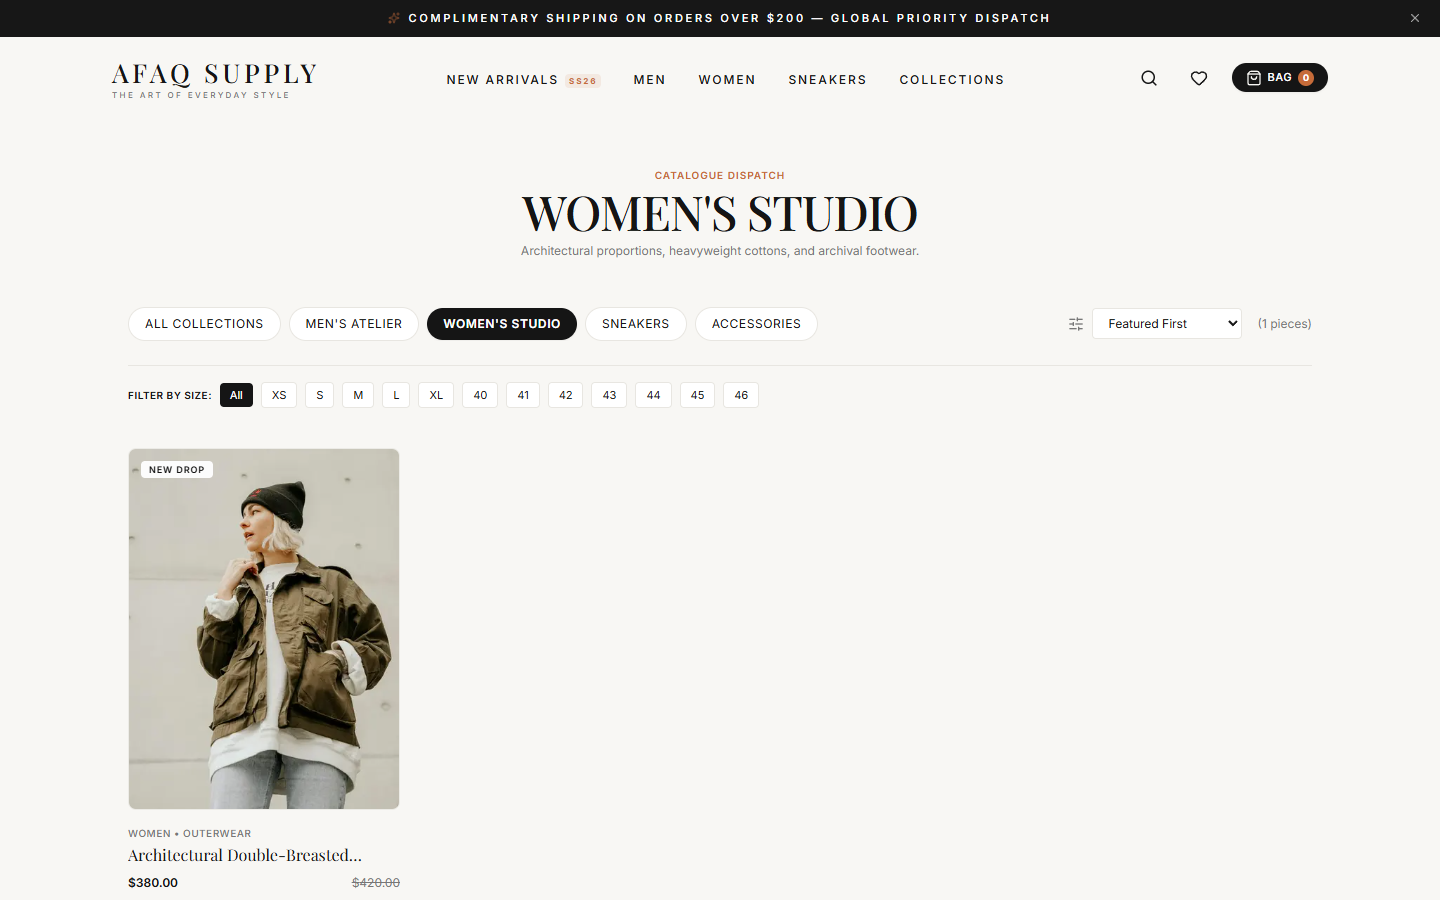 COMPLIMENTARY SHIPPING ON ORDERS OVER $200 — GLOBAL PRIORITY DISPATCH
AFAQ SUPPLY
THE ART OF EVERYDAY STYLE
NEW ARRIVALS SS26 MEN WOMEN SNEAKERS COLLECTIONS
BAG 0
CATALOGUE DISPATCH
WOMEN'S STUDIO
Architectural proportions, heavyweight cottons, and archival footwear.
ALL COLLECTIONS MEN'S ATELIER WOMEN'S STUDIO SNEAKERS ACCESSORIES
Featured First (1 pieces)
FILTER BY SIZE: All XS S M L XL 40 41 42 43 44 45 46
NEW DROP
WOMEN • OUTERWEAR
Architectural Double-Breasted...
$380.00 $420.00